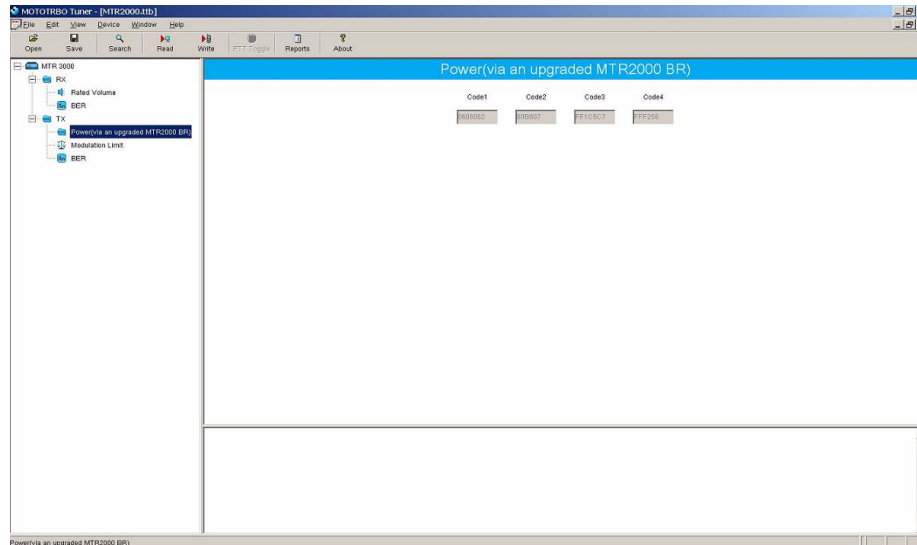 MOTOTRBO Tuner - [MTR2000.ttb]
File Edit View Device Window Help
Open Save Search Read Write PTT Toggle Reports About
MTR 3000
RX
Rated Volume
BER
TX
Power(via an upgraded MTR2000 BR)
Modulation Limit
BER
Power(via an upgraded MTR2000 BR)
Code1 Code2 Code3 Code4
80B807 FF1C5C7 FFF256
Power(via an upgraded MTR2000 BR)